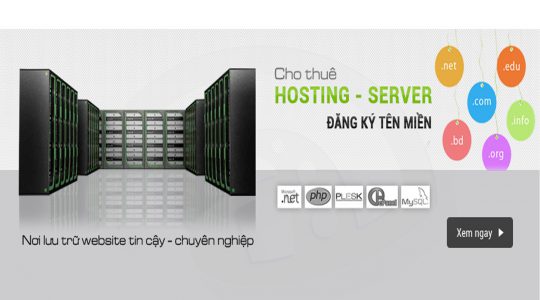 Cho thuê
HOSTING - SERVER
ĐĂNG KÝ TÊN MIỀN
.net
.edu
.com
.info
.bd
.org
Microsoft
.net
php
PLESK
MySQL
Nơi lưu trữ website tin cậy - chuyên nghiệp
Xem ngay